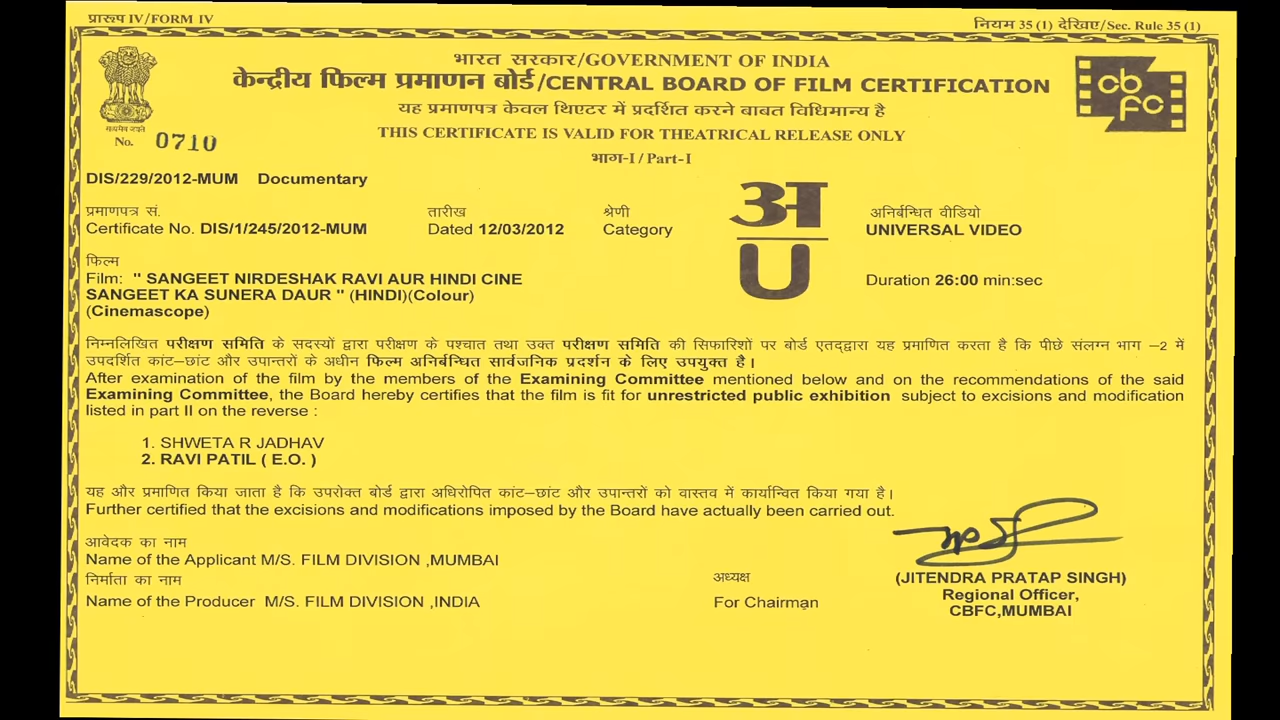 प्रारूप IV/FORM IV
नियम 35 (1) देखिए/Sec. Rule 35 (1)
भारत सरकार/GOVERNMENT OF INDIA
केन्द्रीय फिल्म प्रमाणन बोर्ड/CENTRAL BOARD OF FILM CERTIFICATION
cb
fc
यह प्रमाणपत्र केवल थिएटर में प्रदर्शित करने बाबत विधिमान्य है
सत्यमेव जयते
THIS CERTIFICATE IS VALID FOR THEATRICAL RELEASE ONLY
No. 0710
भाग-I / Part-I
DIS/229/2012-MUM Documentary
प्रमाणपत्र सं. तारीख श्रेणी अ अनिर्बन्धित वीडियो
Certificate No. DIS/1/245/2012-MUM Dated 12/03/2012 Category U UNIVERSAL VIDEO
फिल्म
Film: " SANGEET NIRDESHAK RAVI AUR HINDI CINE Duration 26:00 min:sec
SANGEET KA SUNERA DAUR " (HINDI)(Colour)
(Cinemascope)
निम्नलिखित परीक्षण समिति के सदस्यों द्वारा परीक्षण के पश्चात तथा उक्त परीक्षण समिति की सिफारिशों पर बोर्ड एतद्द्वारा यह प्रमाणित करता है कि पीछे संलग्न भाग –2 में
उपदर्शित कांट–छांट और उपान्तरों के अधीन फिल्म अनिर्बन्धित सार्वजनिक प्रदर्शन के लिए उपयुक्त है।
After examination of the film by the members of the Examining Committee mentioned below and on the recommendations of the said
Examining Committee, the Board hereby certifies that the film is fit for unrestricted public exhibition subject to excisions and modification
listed in part II on the reverse :
1. SHWETA R JADHAV
2. RAVI PATIL ( E.O. )
यह और प्रमाणित किया जाता है कि उपरोक्त बोर्ड द्वारा अधिरोपित कांट–छांट और उपान्तरों को वास्तव में कार्यान्वित किया गया है।
Further certified that the excisions and modifications imposed by the Board have actually been carried out.
आवेदक का नाम
Name of the Applicant M/S. FILM DIVISION ,MUMBAI
निर्माता का नाम अध्यक्ष (JITENDRA PRATAP SINGH)
Name of the Producer M/S. FILM DIVISION ,INDIA For Chairman Regional Officer,
CBFC,MUMBAI